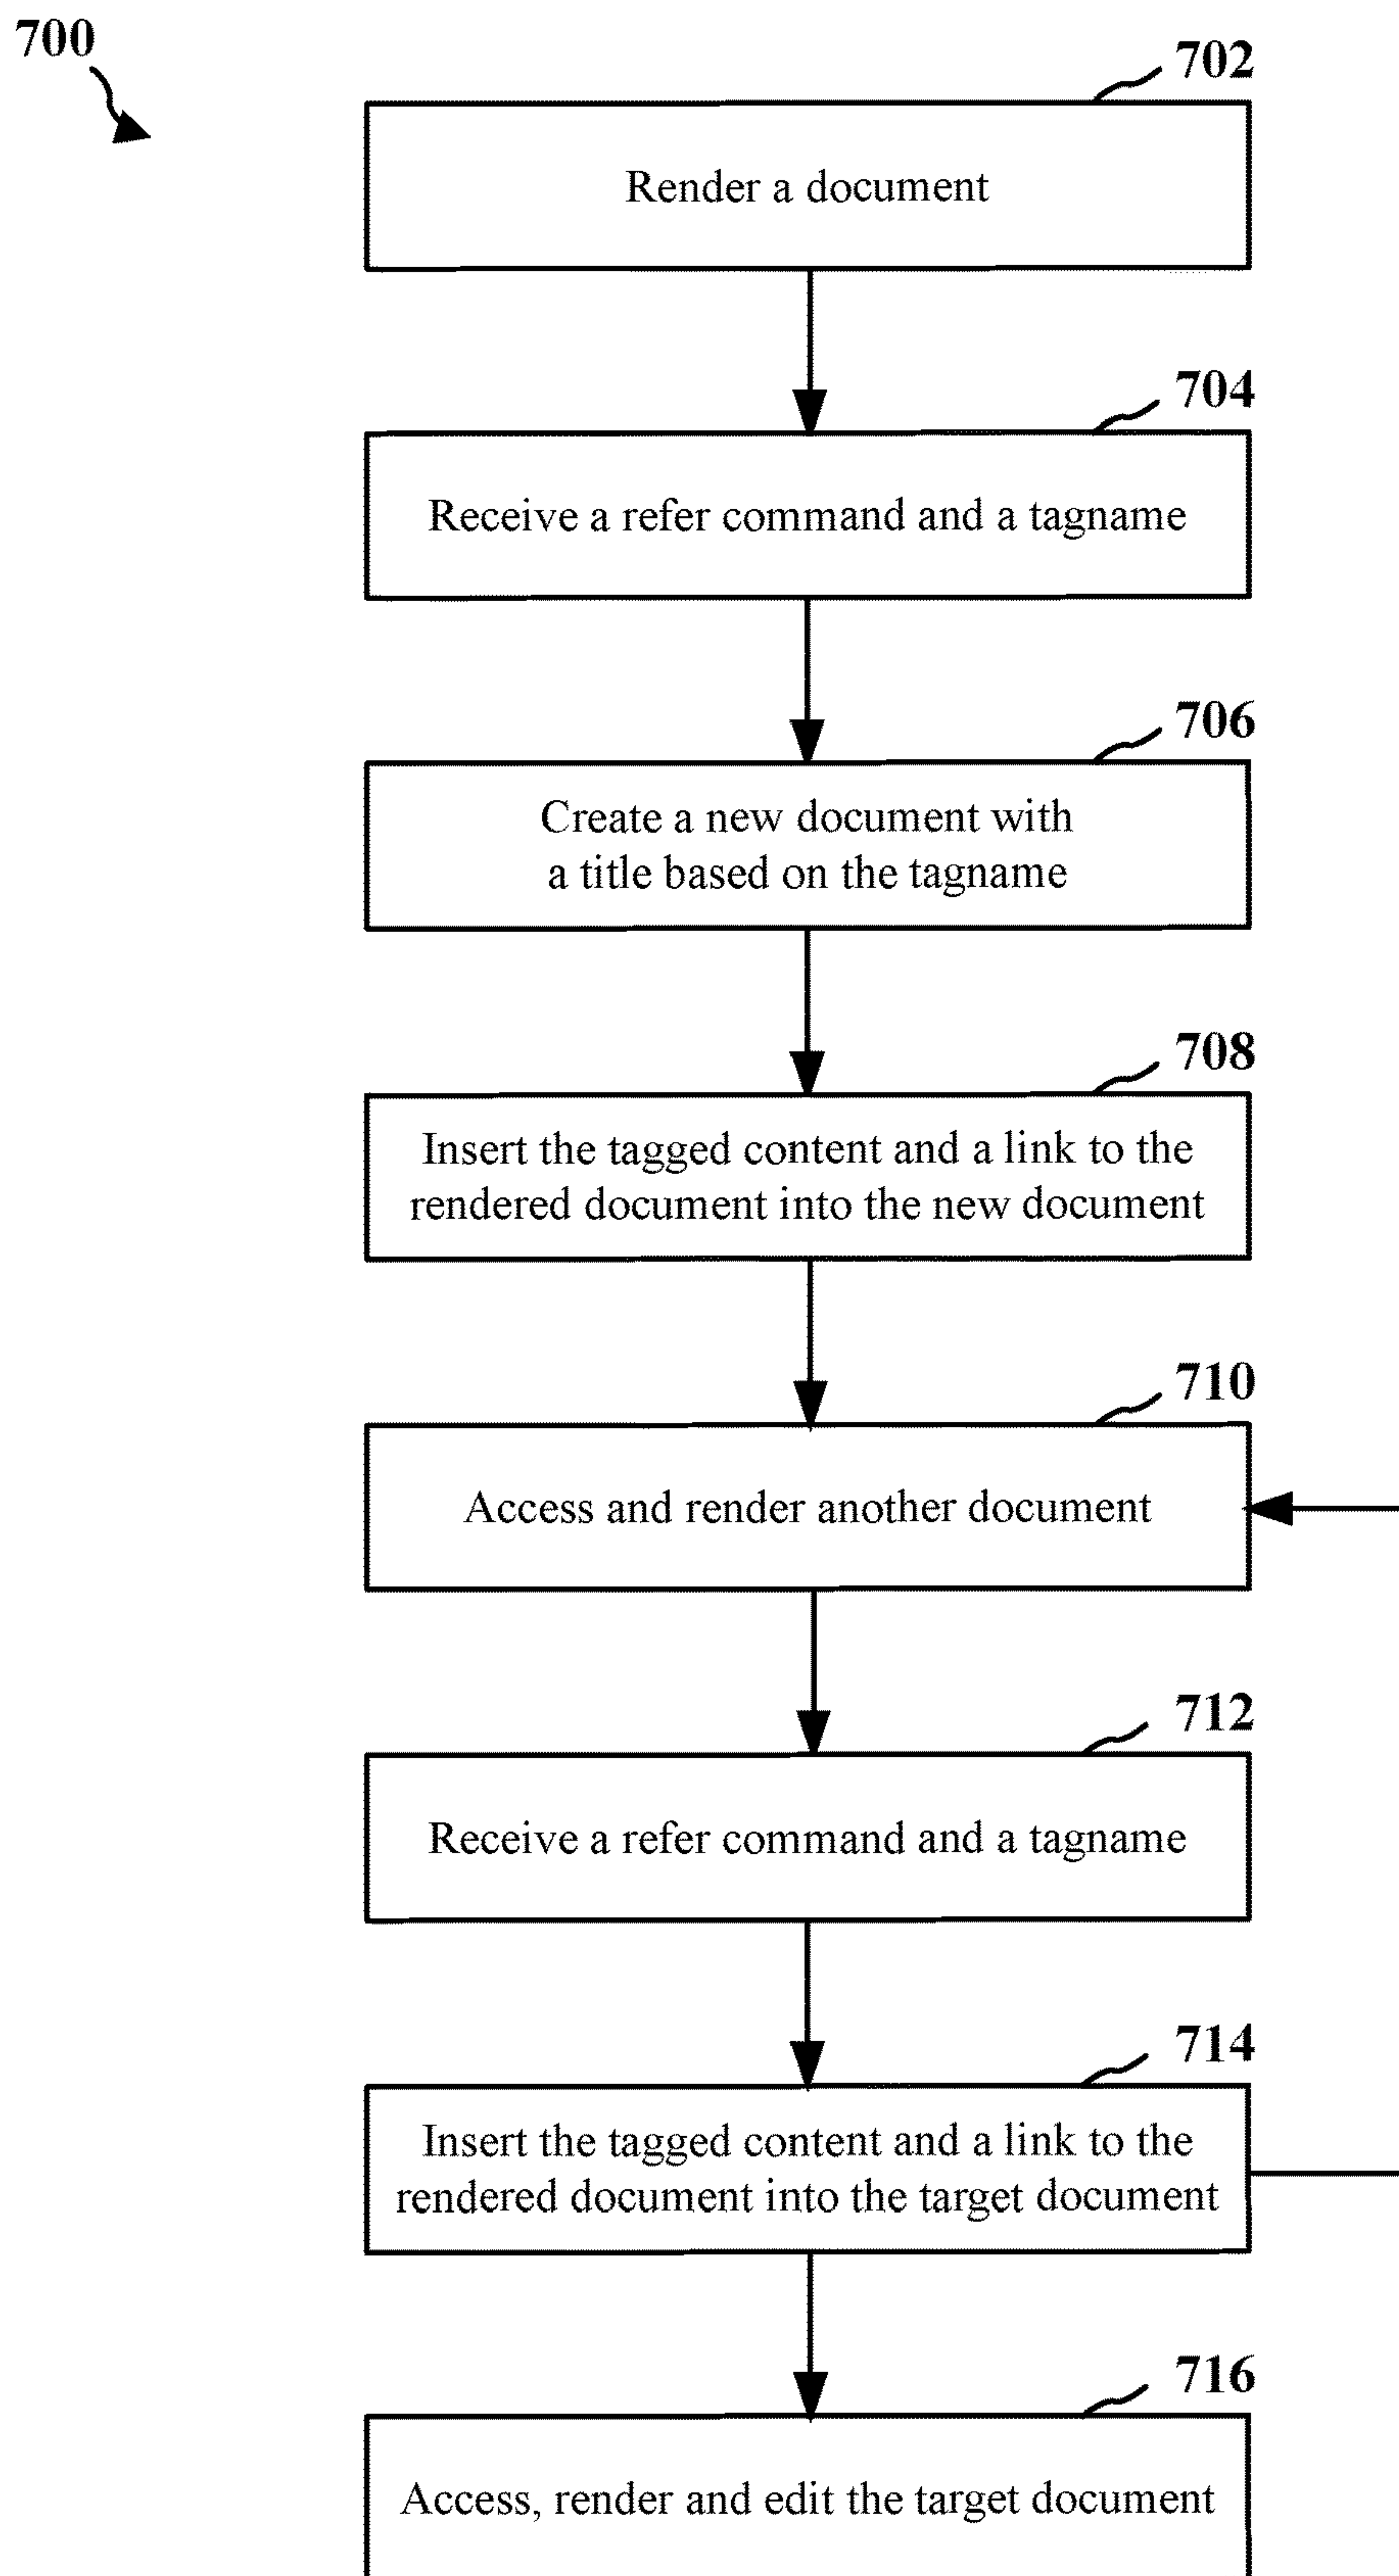 700
702
Render a document
704
Receive a refer command and a tagname
706
Create a new document with
a title based on the tagname
708
Insert the tagged content and a link to the
rendered document into the new document
710
Access and render another document
712
Receive a refer command and a tagname
714
Insert the tagged content and a link to the
rendered document into the target document
716
Access, render and edit the target document